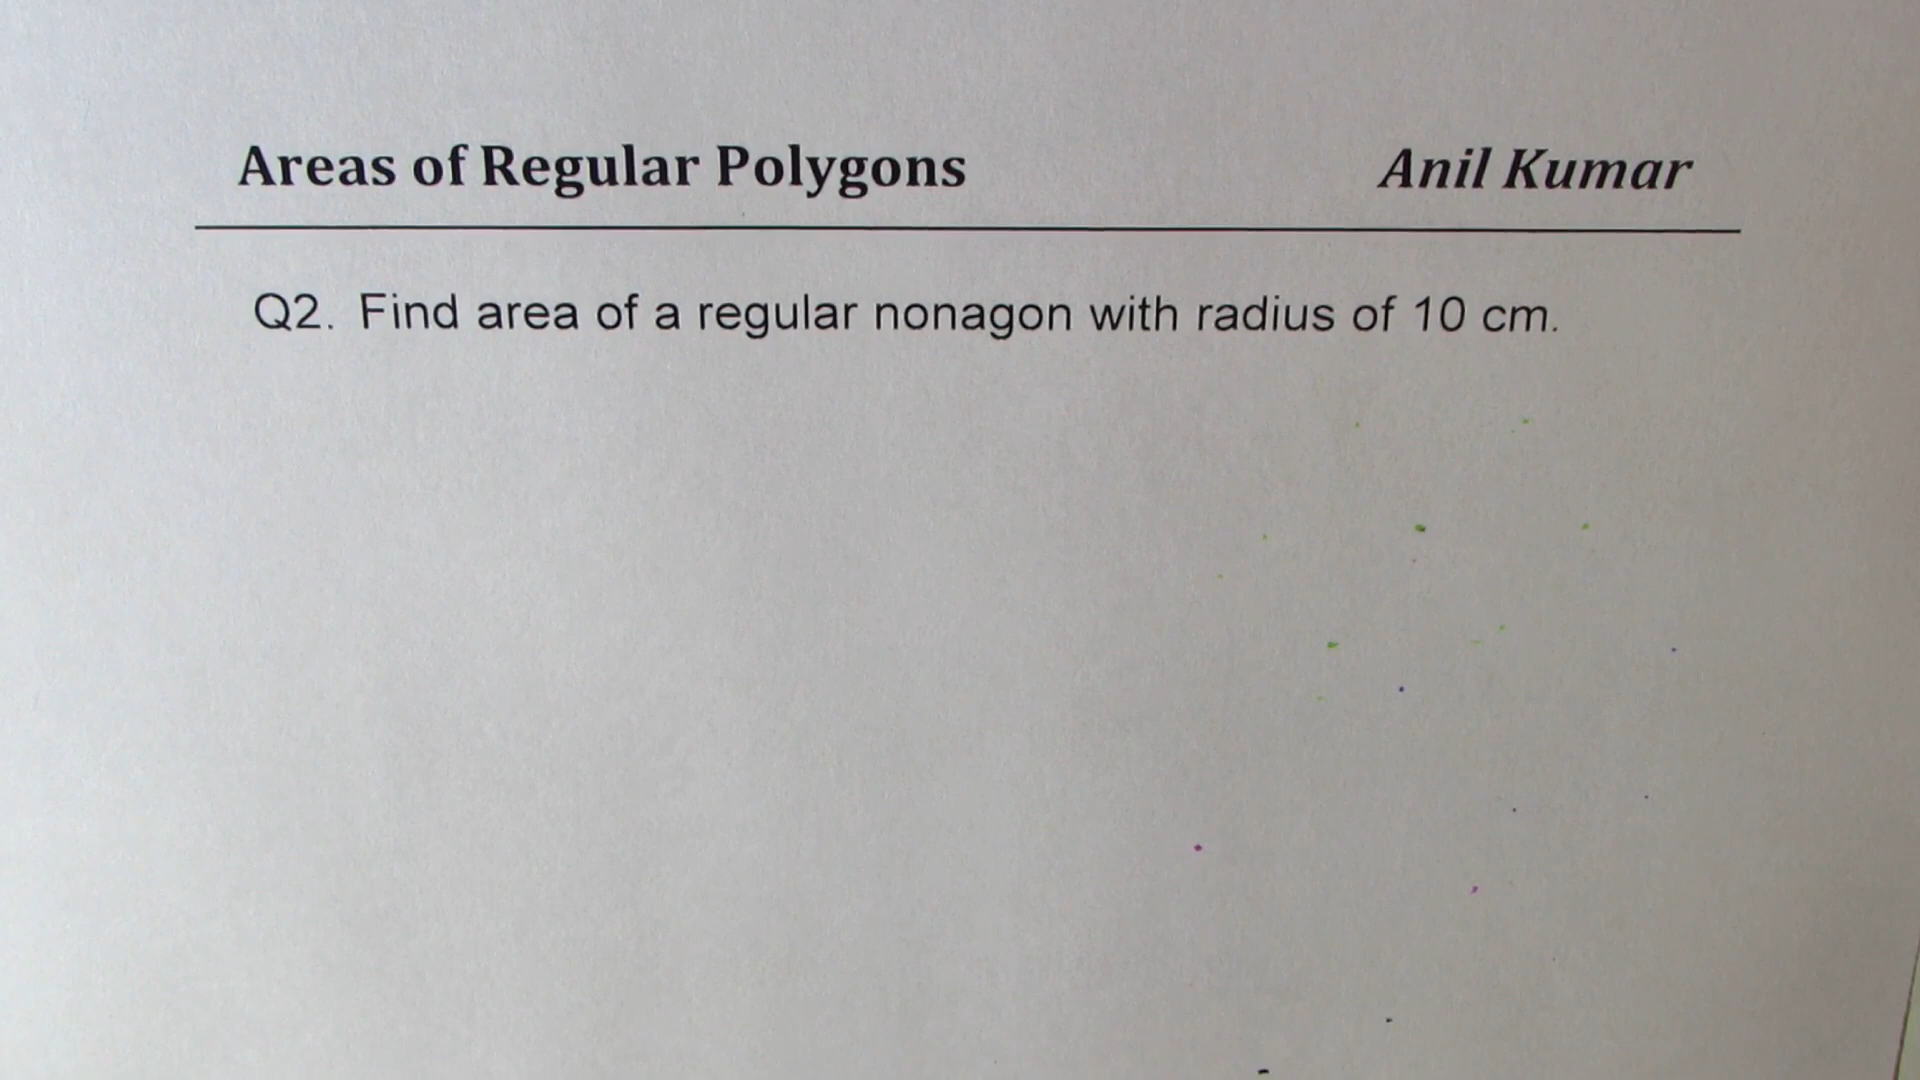 Areas of Regular Polygons Anil Kumar
Q2. Find area of a regular nonagon with radius of 10 cm.